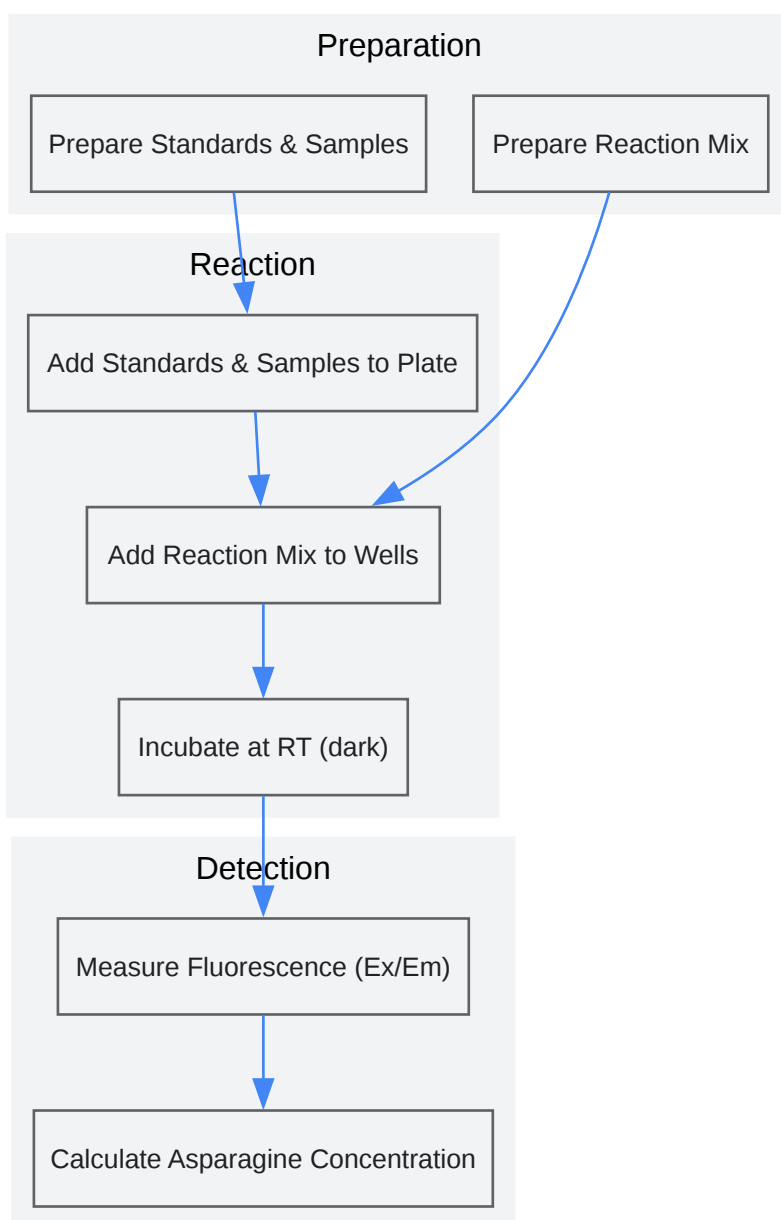 Preparation
Prepare Standards & Samples
Prepare Reaction Mix
Reaction
Add Standards & Samples to Plate
Add Reaction Mix to Wells
Incubate at RT (dark)
Detection
Measure Fluorescence (Ex/Em)
Calculate Asparagine Concentration